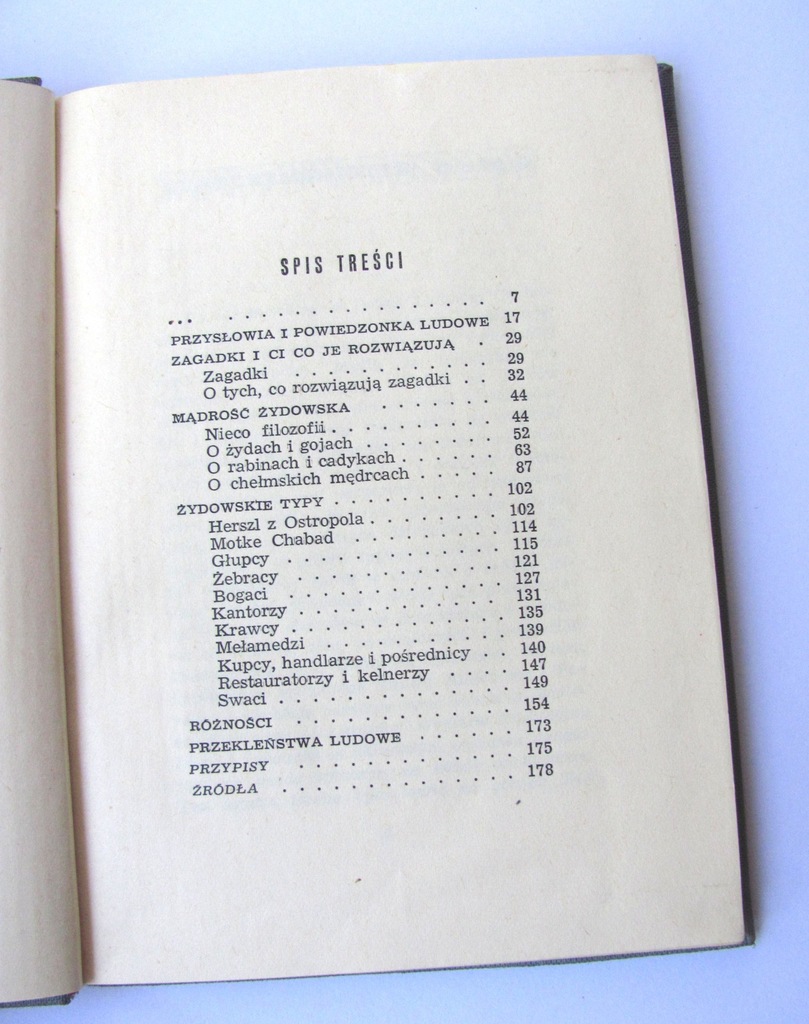 SPIS TREŚCI
... . . . . . . . . . . . . . . . . 7
PRZYSŁOWIA I POWIEDZONKA LUDOWE 17
ZAGADKI I CI CO JE ROZWIĄZUJĄ . 29
Zagadki . . . . . . . . . . . . 29
O tych, co rozwiązują zagadki . . 32
MĄDROŚĆ ŻYDOWSKA . . . . . . . 44
Nieco filozofii . . . . . . . . . . 44
O żydach i gojach . . . . . . . . 52
O rabinach i cadykach . . . . . . 63
O chełmskich mędrcach . . . . . 87
ŻYDOWSKIE TYPY . . . . . . . . . . 102
Herszl z Ostropola . . . . . . . . 102
Motke Chabad . . . . . . . . . 114
Głupcy . . . . . . . . . . . . . 115
Żebracy . . . . . . . . . . . . 121
Bogaci . . . . . . . . . . . . . 127
Kantorzy . . . . . . . . . . . . 131
Krawcy . . . . . . . . . . . . . 135
Mełamedzi . . . . . . . . . . . 139
Kupcy, handlarze i pośrednicy . . 140
Restauratorzy i kelnerzy . . . . 147
Swaci . . . . . . . . . . . . . 149
RÓŻNOŚCI . . . . . . . . . . . . . 154
PRZEKLEŃSTWA LUDOWE . . . . . . 173
PRZYPISY . . . . . . . . . . . . . 175
ŹRÓDŁA . . . . . . . . . . . . . . 178